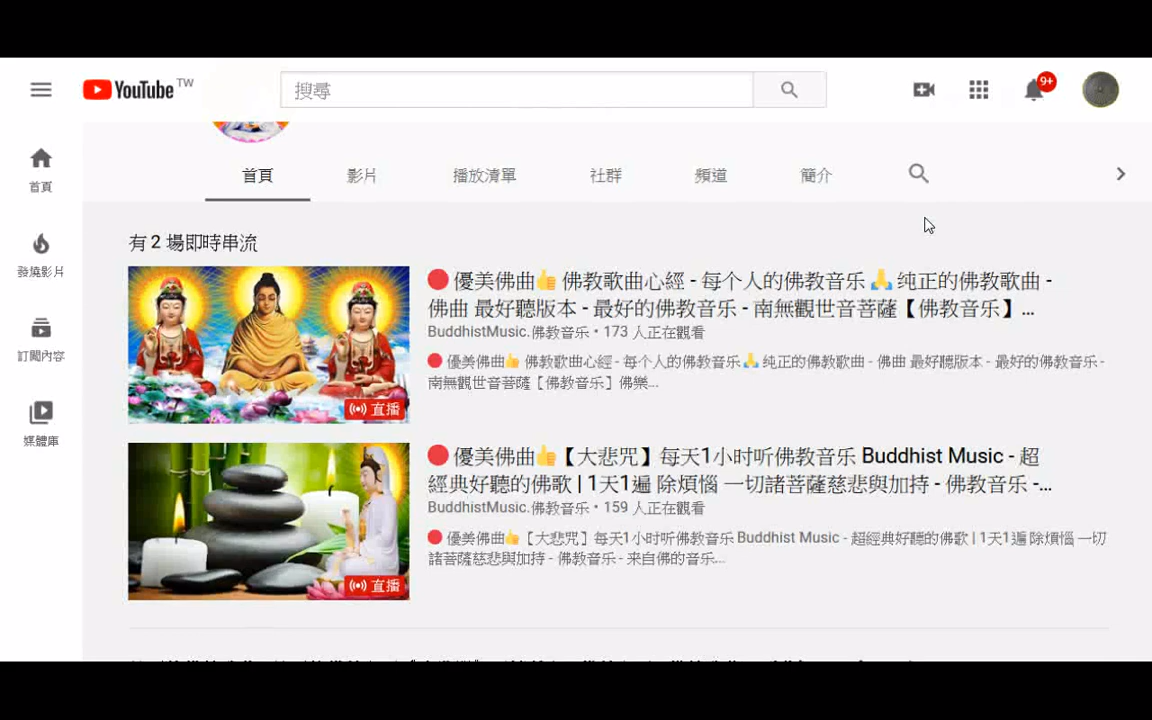 YouTube TW
搜尋
9+
首頁
影片
播放清單
社群
頻道
簡介
首頁
發燒影片
訂閱內容
媒體庫
有 2 場即時串流
優美佛曲👍 佛教歌曲心經 - 每个人的佛教音乐🙏纯正的佛教歌曲 -
佛曲 最好聽版本 - 最好的佛教音乐 - 南無觀世音菩薩【佛教音乐】...
BuddhistMusic.佛教音乐 • 173 人正在觀看
優美佛曲👍 佛教歌曲心經 - 每个人的佛教音乐🙏纯正的佛教歌曲 - 佛曲 最好聽版本 - 最好的佛教音乐 -
南無觀世音菩薩【佛教音乐】佛樂...
直播
優美佛曲👍【大悲咒】每天1小时听佛教音乐 Buddhist Music - 超
經典好聽的佛歌 | 1天1遍 除煩惱 一切諸菩薩慈悲與加持 - 佛教音乐 -...
BuddhistMusic.佛教音乐 • 159 人正在觀看
優美佛曲👍【大悲咒】每天1小时听佛教音乐 Buddhist Music - 超經典好聽的佛歌 | 1天1遍 除煩惱 一切
諸菩薩慈悲與加持 - 佛教音乐 - 来自佛的音乐...
直播